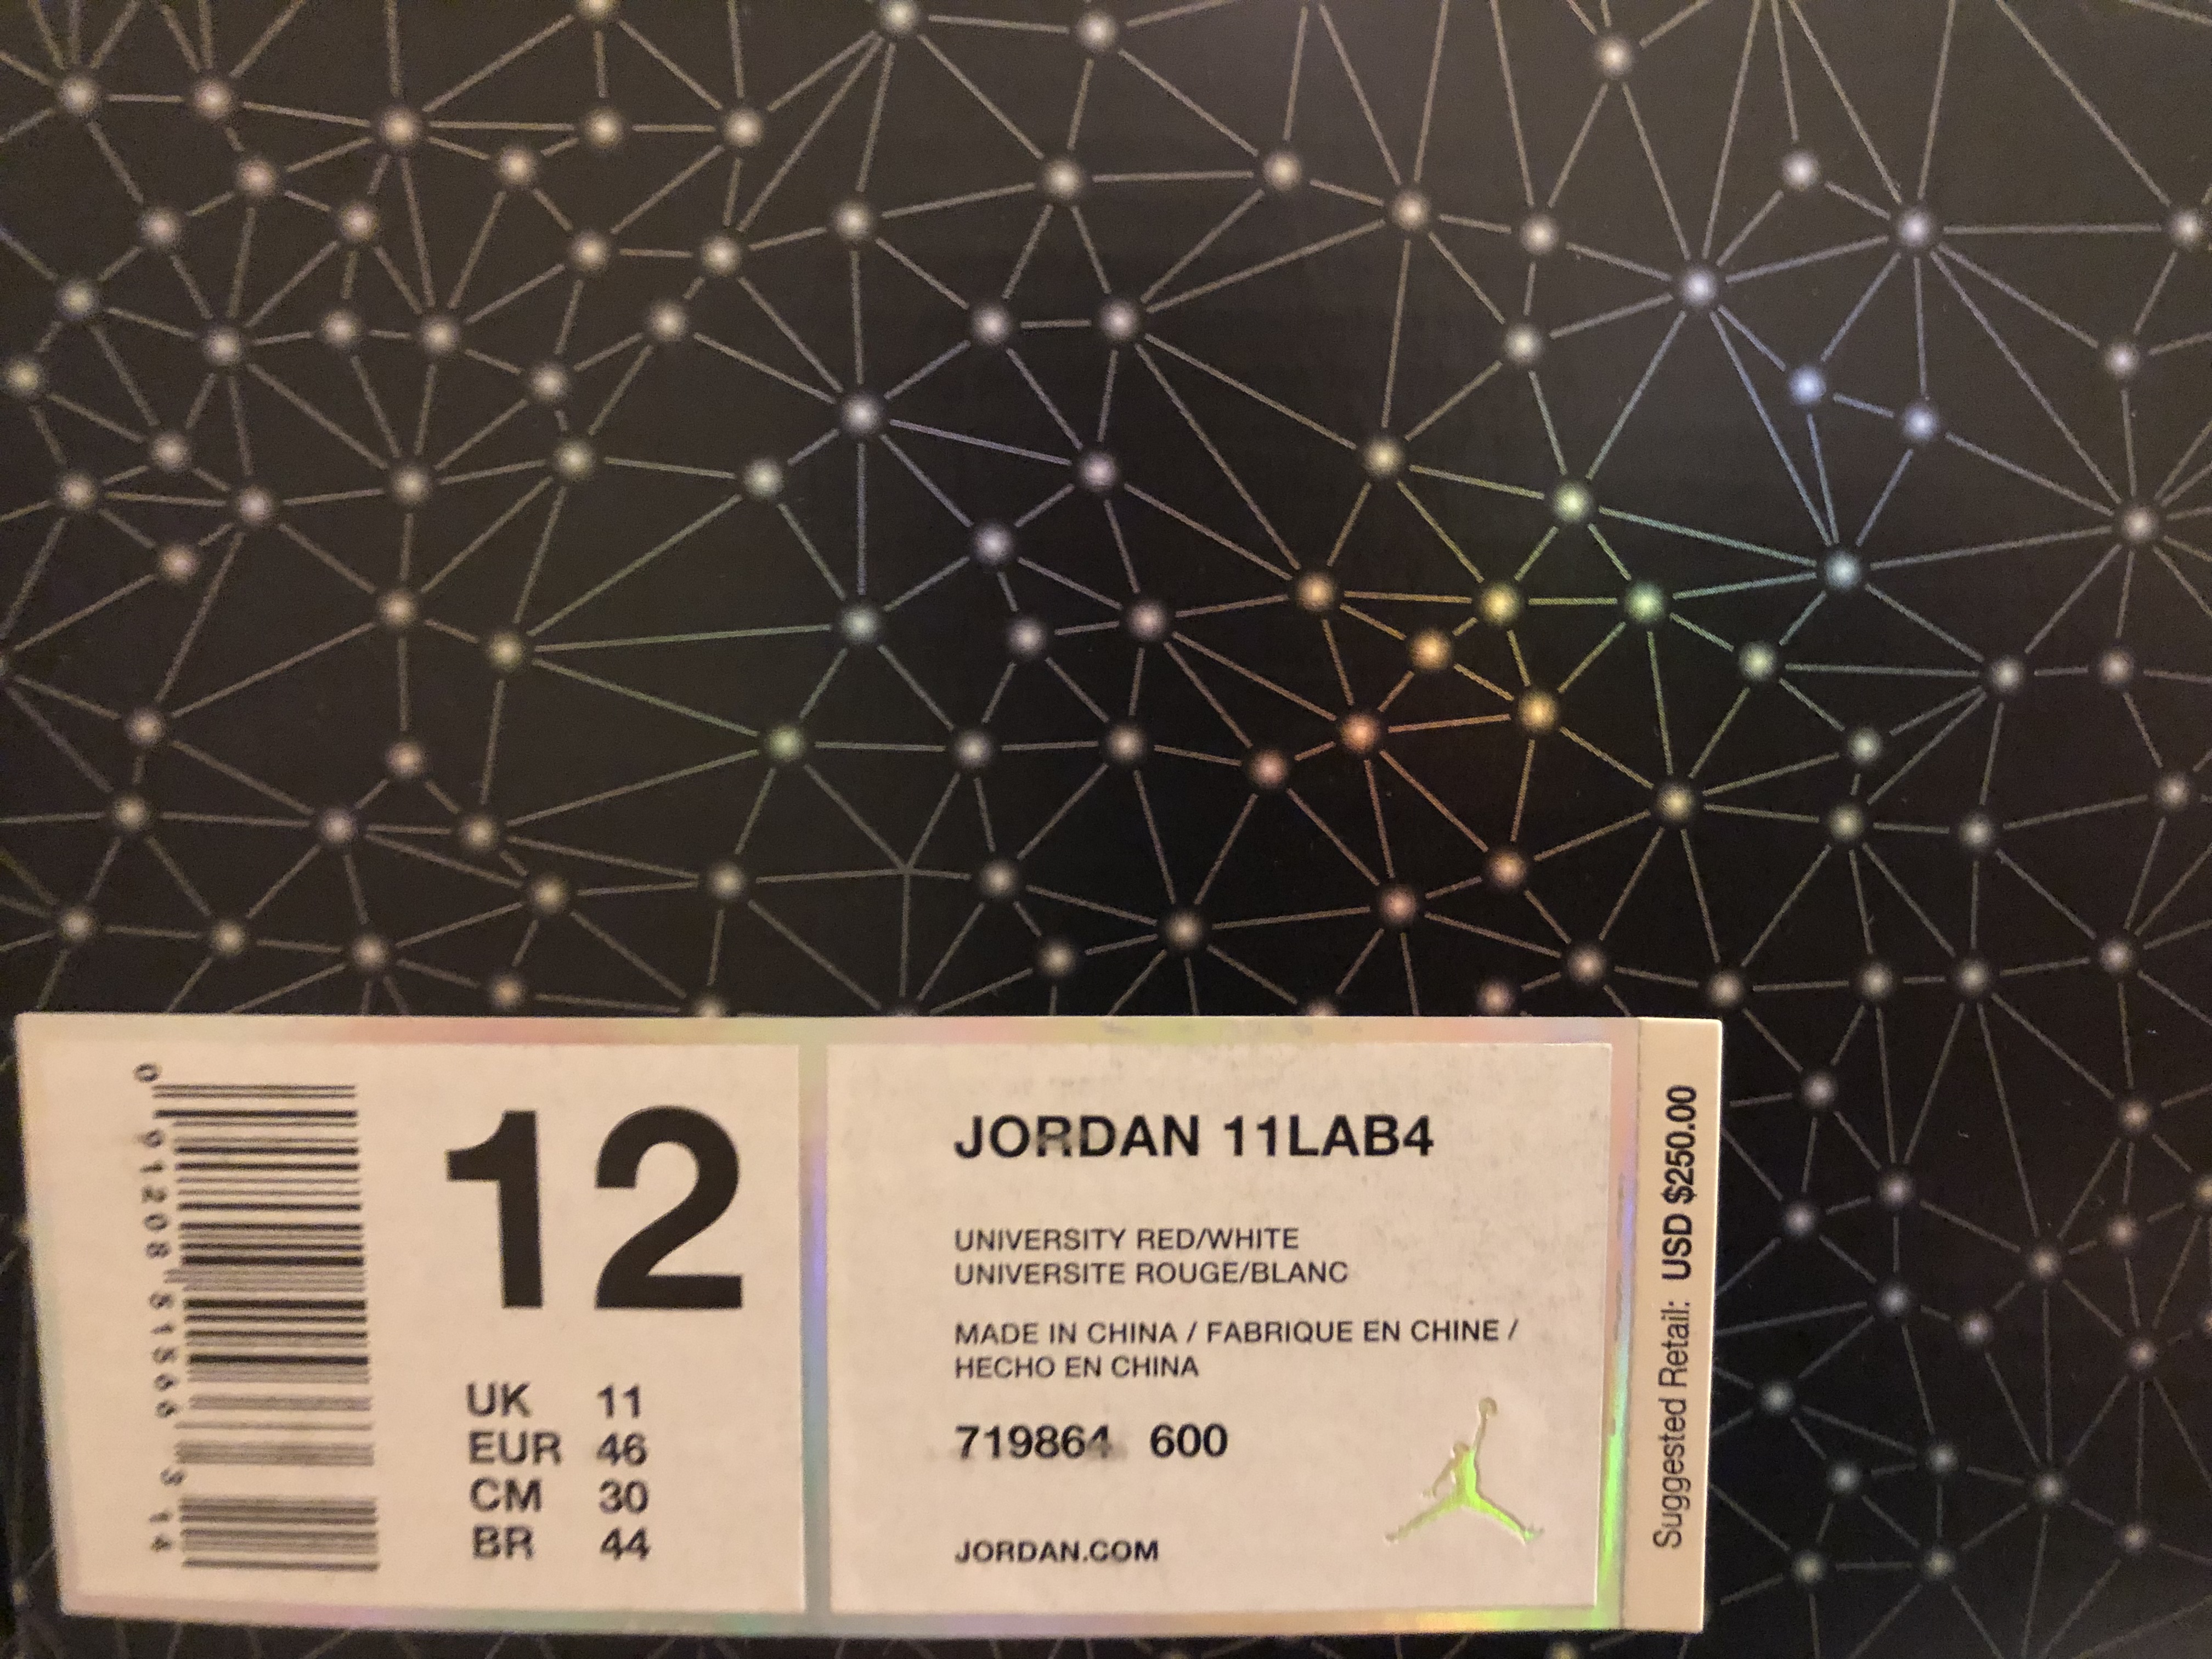 0 91208 81566 3 14
12
UK 11
EUR 46
CM 30
BR 44
JORDAN 11LAB4
UNIVERSITY RED/WHITE
UNIVERSITE ROUGE/BLANC
MADE IN CHINA / FABRIQUE EN CHINE /
HECHO EN CHINA
719864 600
JORDAN.COM
Suggested Retail: USD $250.00